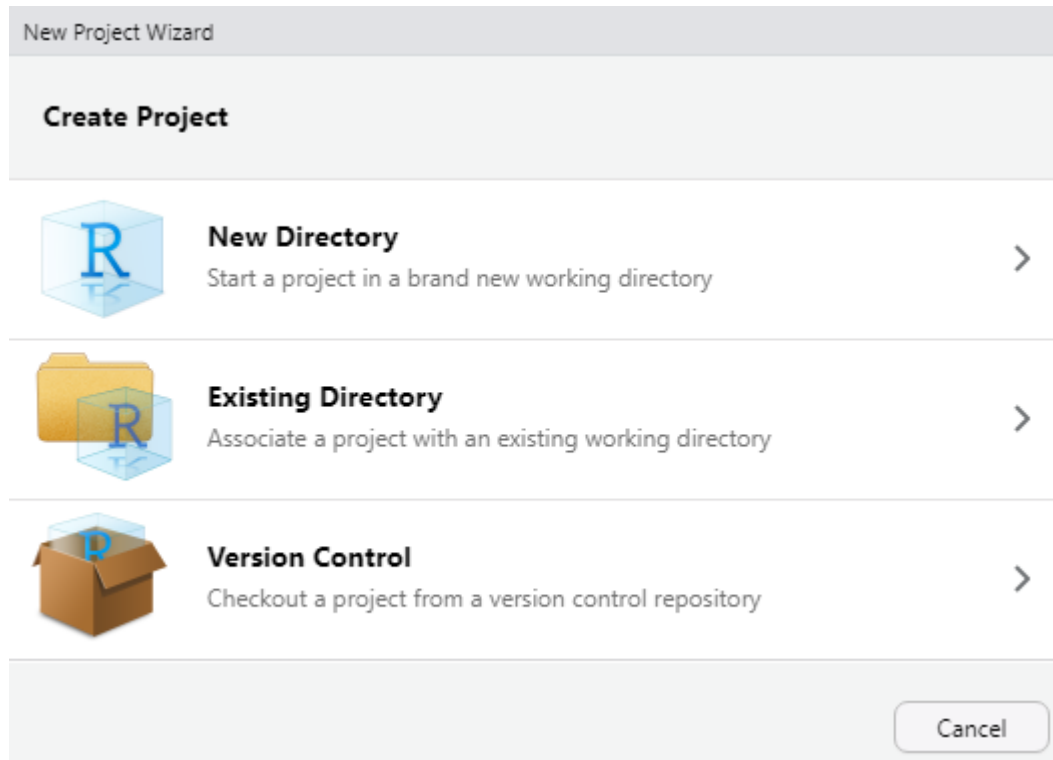 New Project Wizard
Create Project
R
New Directory
Start a project in a brand new working directory
R
Existing Directory
Associate a project with an existing working directory
R
Version Control
Checkout a project from a version control repository
Cancel